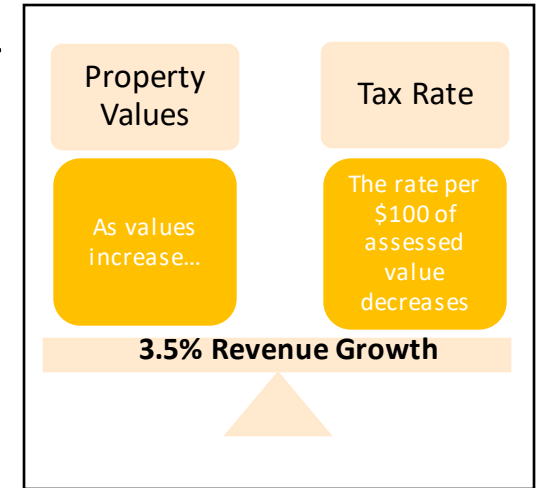 Property
Values
Tax Rate
As values
increase…
The rate per
$100 of
assessed
value
decreases
3.5% Revenue Growth